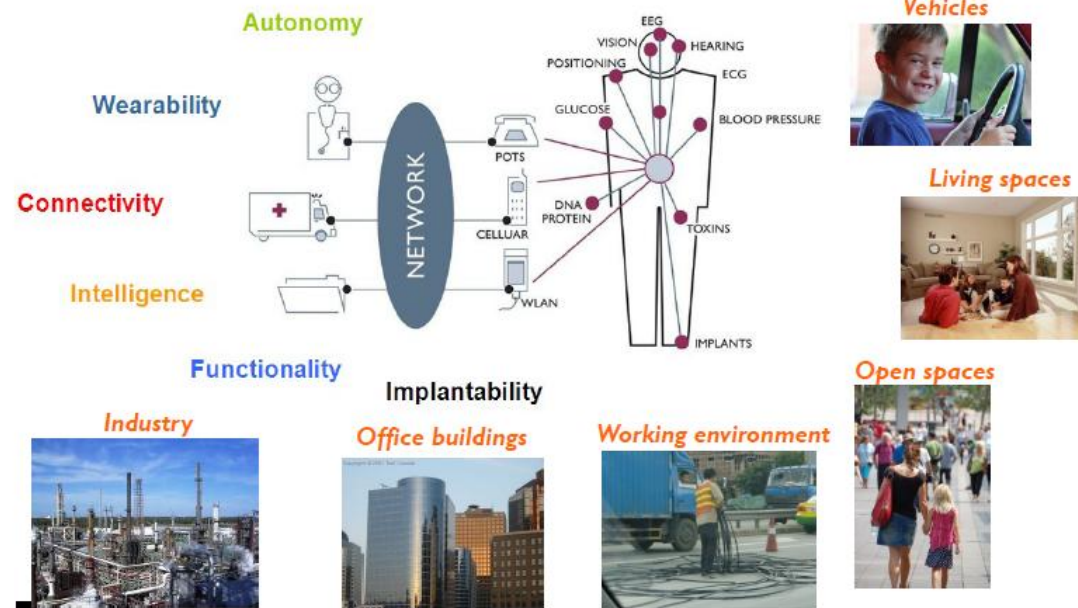 Autonomy
Vehicles
EEG
VISION
HEARING
POSITIONING
ECG
Wearability
GLUCOSE
BLOOD PRESSURE
POTS
NETWORK
Living spaces
Connectivity
DNA
PROTEIN
CELLUAR
TOXINS
Intelligence
WLAN
IMPLANTS
Functionality
Implantability
Open spaces
Industry
Office buildings
Working environment